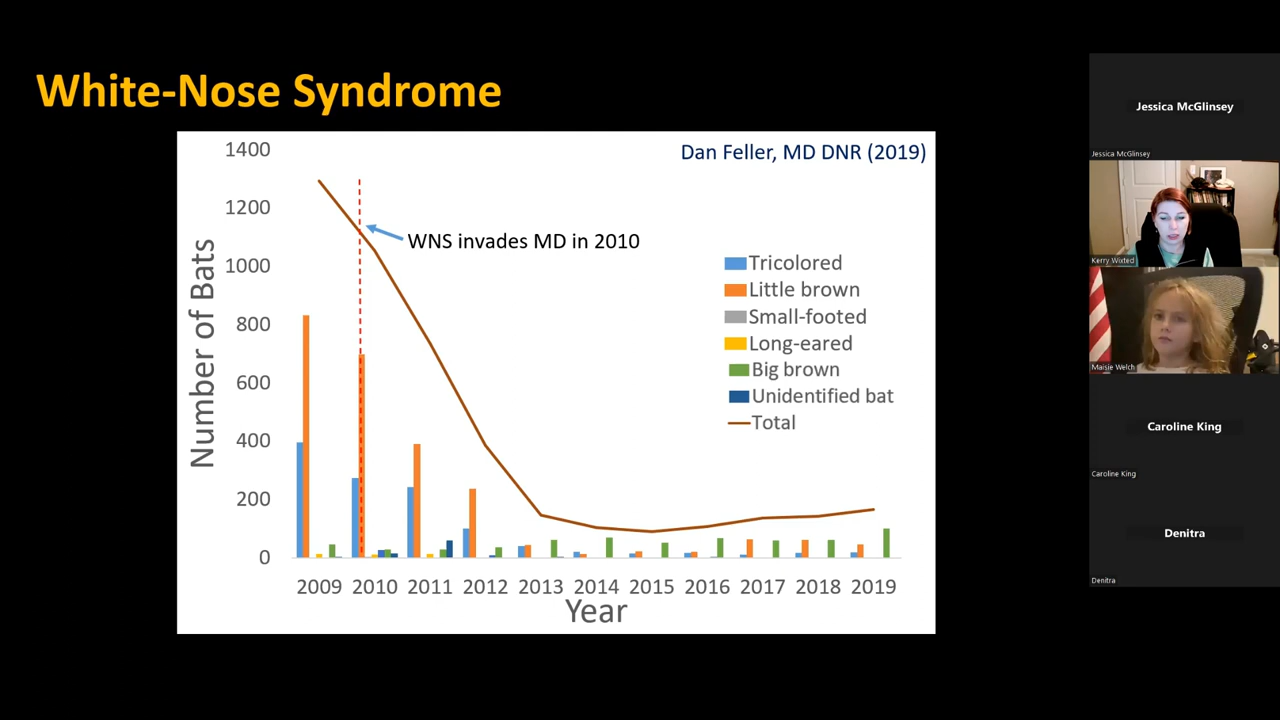 White-Nose Syndrome
Dan Feller, MD DNR (2019)
1400
1200
1000
800
600
400
200
0
Number of Bats
WNS invades MD in 2010
Tricolored
Little brown
Small-footed
Long-eared
Big brown
Unidentified bat
Total
2009 2010 2011 2012 2013 2014 2015 2016 2017 2018 2019
Year
Jessica McGlinsey
Jessica McGlinsey
Kerry Wixted
Maisie Welch
Caroline King
Caroline King
Denitra
Denitra